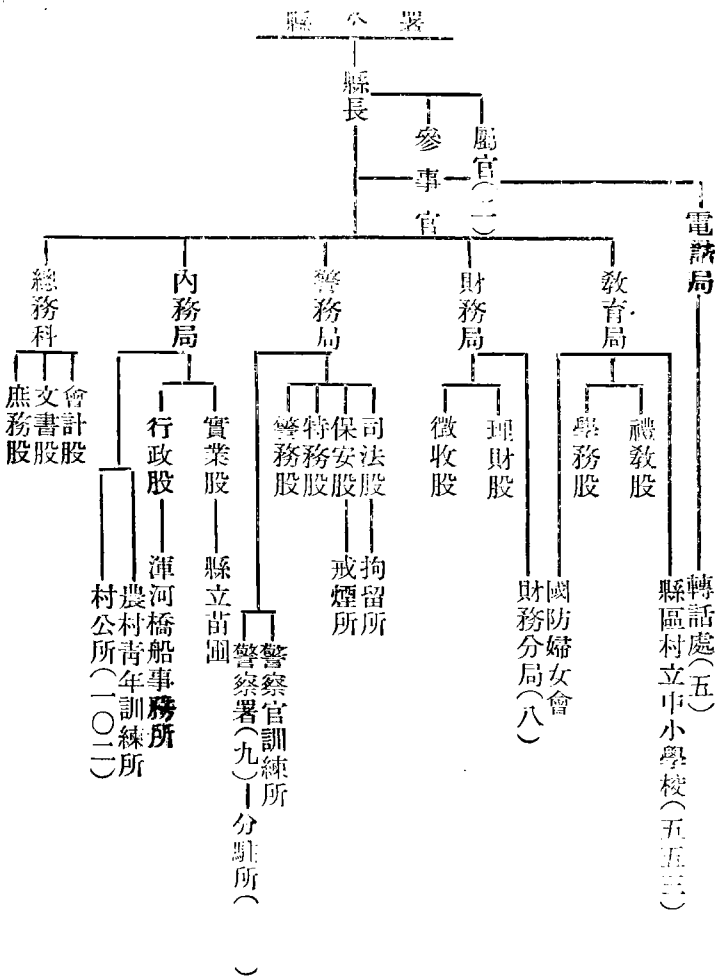 縣公署
縣長
屬官(二)
參事官
電話局
轉話處(五)
教育局
禮教股
學務股
縣區村立中小學校(五五三)
國防婦女會
財務局
理財股
徵收股
財務分局(八)
警務局
司法股
拘留所
保安股
戒煙所
特務股
警務股
警察官訓練所
警察署(九)
分駐所( )
內務局
實業股
縣立苗圃
行政股
渾河橋船事務所
農村靑年訓練所
村公所(一〇二)
總務科
會計股
文書股
庶務股